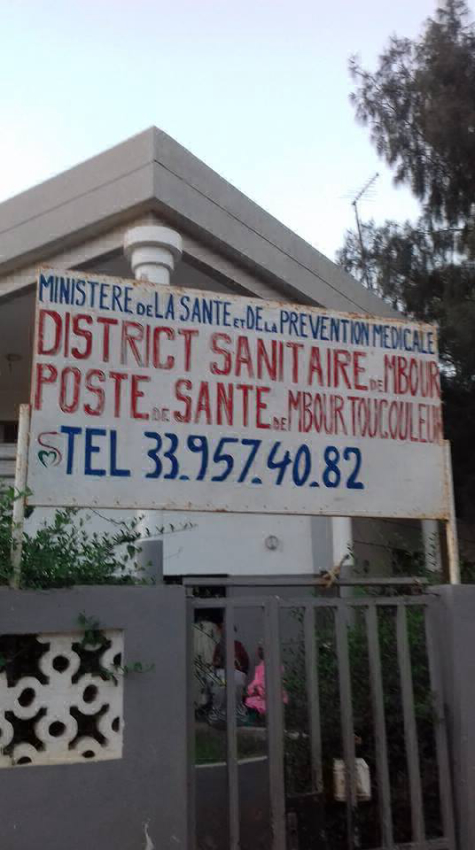 MINISTERE DE LA SANTE ET DE LA PREVENTION MEDICALE
DISTRICT SANITAIRE DE MBOUR
POSTE DE SANTE DE MBOUR TOUCOULEUR
TEL 33.957.40.82